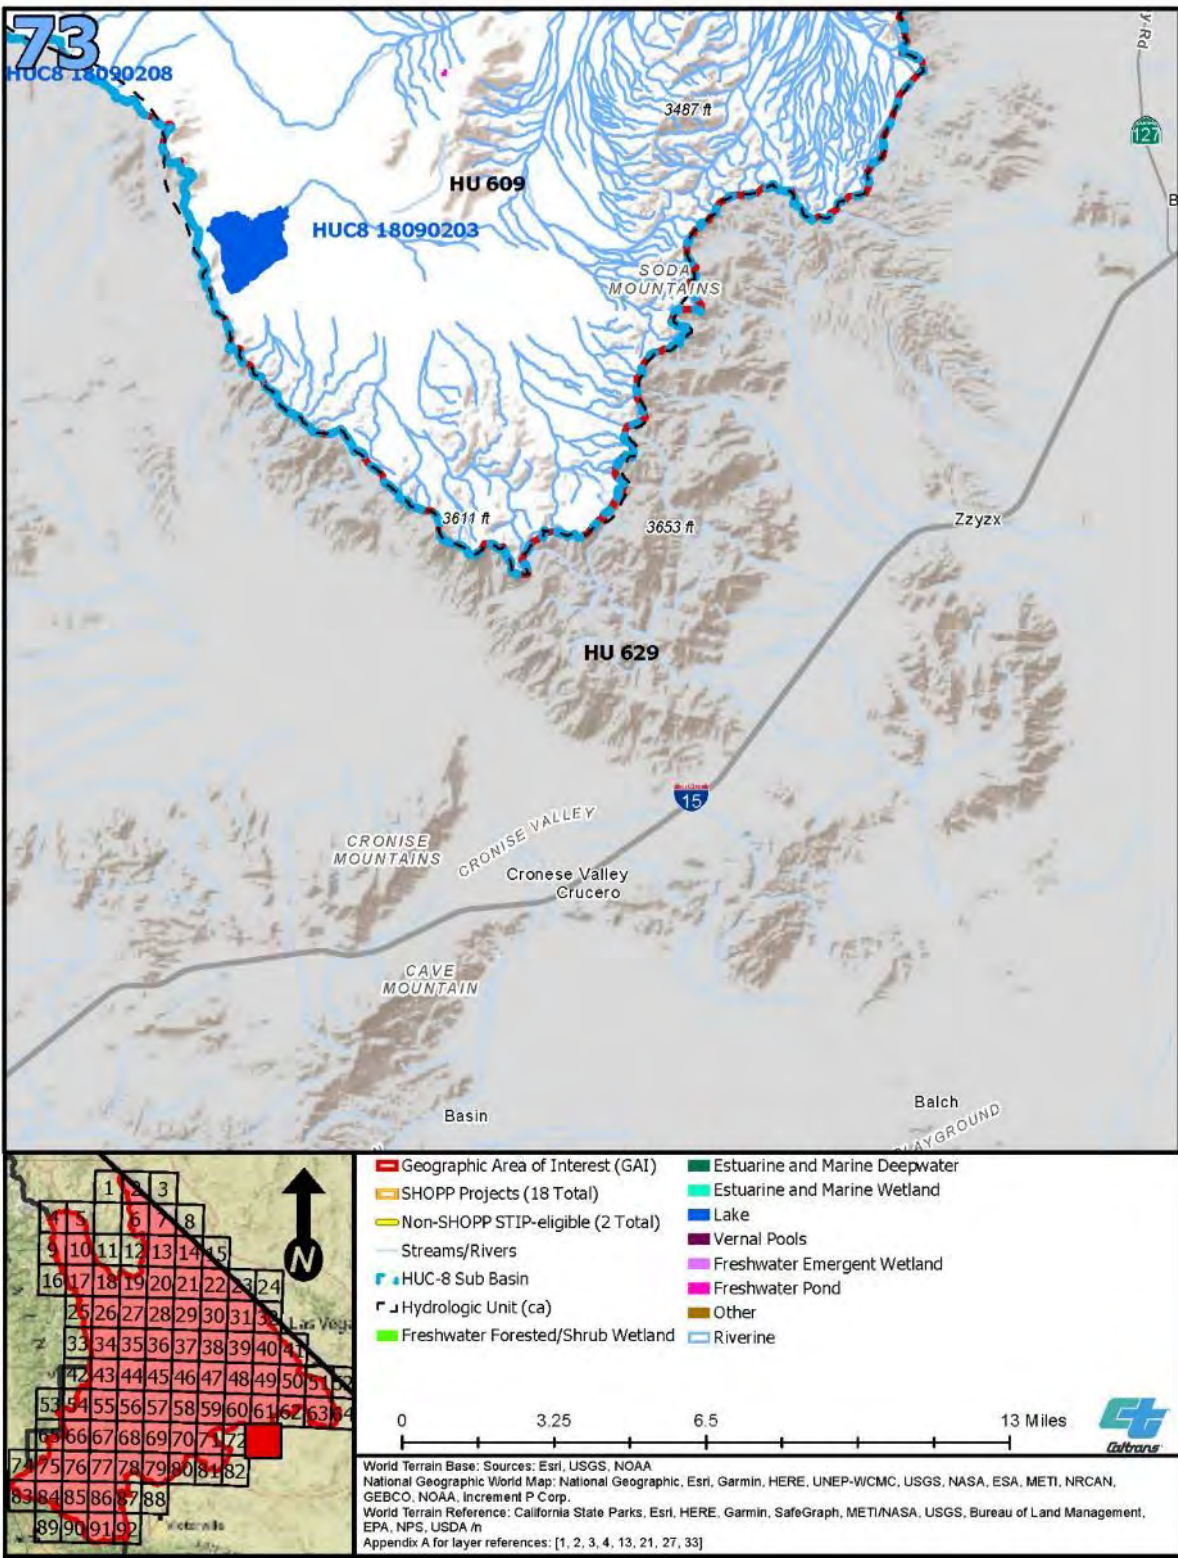 73
HUC8 18090208
y-Rd
3487 ft
127
HU 609
B
HUC8 18090203
SODA
MOUNTAINS
3611 ft
3653 ft
Zzyzx
HU 629
15
CRONISE VALLEY
CRONISE
MOUNTAINS
Cronese Valley
Crucero
CAVE
MOUNTAIN
Basin
Balch
PLAYGROUND
1 2 3
4 5 6 7 8
9 10 11 12 13 14 15
16 17 18 19 20 21 22 23 24
25 26 27 28 29 30 31 32 Las Vega
33 34 35 36 37 38 39 40 41
42 43 44 45 46 47 48 49 50 51 52
53 54 55 56 57 58 59 60 61 62 63 64
65 66 67 68 69 70 71 72
74 75 76 77 78 79 80 81 82
83 84 85 86 87 88
89 90 91 92 Victorville
N
Geographic Area of Interest (GAI)
SHOPP Projects (18 Total)
Non-SHOPP STIP-eligible (2 Total)
Streams/Rivers
HUC-8 Sub Basin
Hydrologic Unit (ca)
Freshwater Forested/Shrub Wetland
Estuarine and Marine Deepwater
Estuarine and Marine Wetland
Lake
Vernal Pools
Freshwater Emergent Wetland
Freshwater Pond
Other
Riverine
0 3.25 6.5 13 Miles
Caltrans
World Terrain Base: Sources: Esri, USGS, NOAA
National Geographic World Map: National Geographic, Esri, Garmin, HERE, UNEP-WCMC, USGS, NASA, ESA, METI, NRCAN,
GEBCO, NOAA, Increment P Corp.
World Terrain Reference: California State Parks, Esri, HERE, Garmin, SafeGraph, METI/NASA, USGS, Bureau of Land Management,
EPA, NPS, USDA /n
Appendix A for layer references: [1, 2, 3, 4, 13, 21, 27, 33]